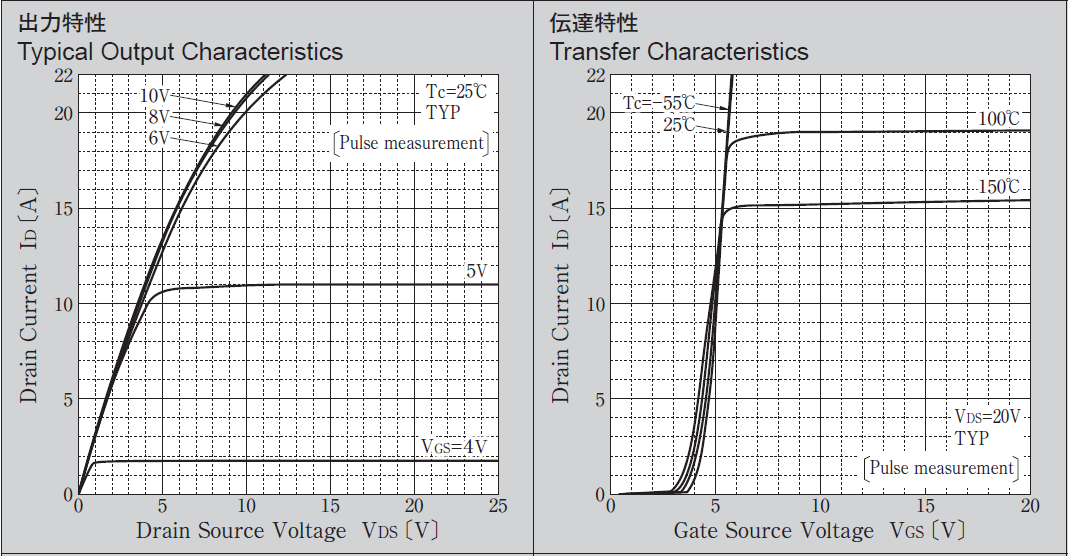 出力特性
Typical Output Characteristics
22
20
15
10
5
0
0 5 10 15 20 25
Drain Current ID〔A〕
Drain Source Voltage VDS〔V〕
10V
8V
6V
Tc=25℃
TYP
〔Pulse measurement〕
5V
VGS=4V
伝達特性
Transfer Characteristics
22
20
15
10
5
0
0 5 10 15 20
Drain Current ID〔A〕
Gate Source Voltage VGS〔V〕
Tc=−55℃
25℃
100℃
150℃
VDS=20V
TYP
〔Pulse measurement〕